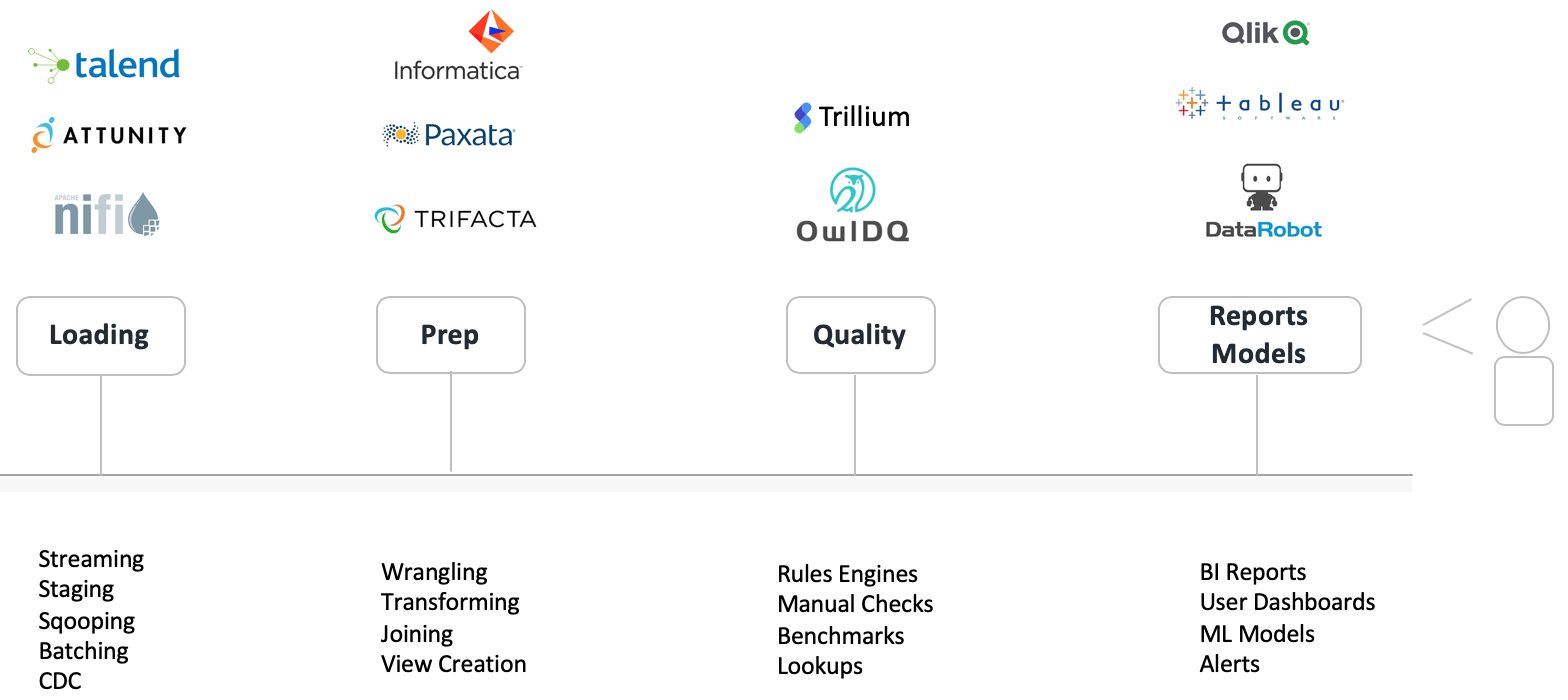 talend
ATTUNITY
APACHE
nifi
Informatica
Paxata
TRIFACTA
Trillium
OwlDQ
Qlik
+ableau
SOFTWARE
DataRobot
Loading
Prep
Quality
Reports
Models
Streaming
Staging
Sqooping
Batching
CDC
Wrangling
Transforming
Joining
View Creation
Rules Engines
Manual Checks
Benchmarks
Lookups
BI Reports
User Dashboards
ML Models
Alerts